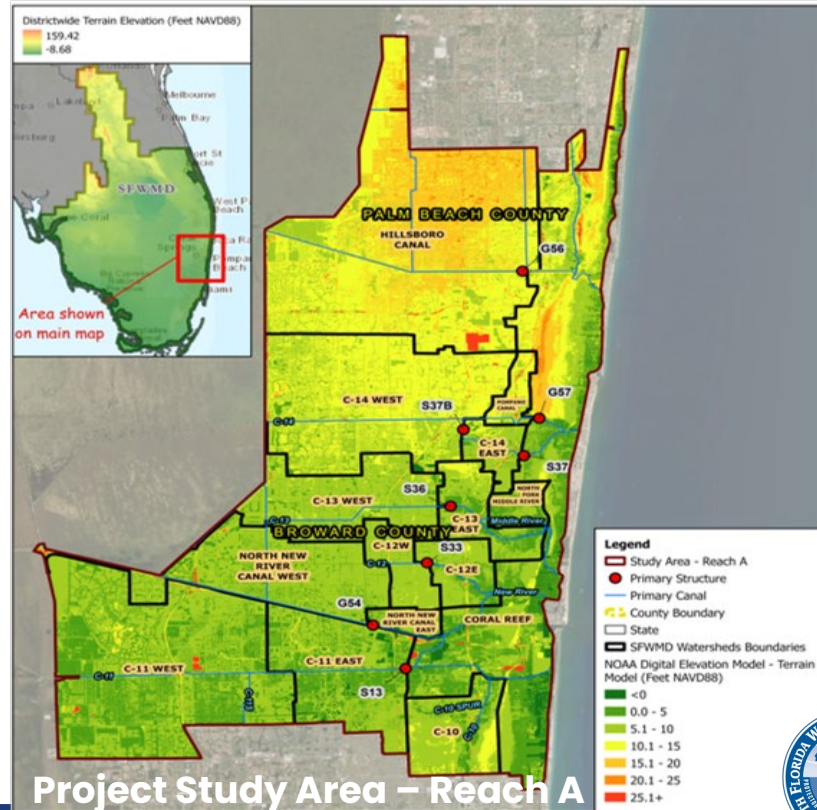 Districtwide Terrain Elevation (Feet NAVD88)
159.42
-8.68
Melbourne
Palm Bay
SFWMD
West P
Beach
Area shown
on main map
PALM BEACH COUNTY
HILLSBORO
CANAL
G56
C-14 WEST
S37B
POMPANO
CANAL
G57
C-14
C-14
EAST
S37
S36
NORTH
FORK
MIDDLE RIVER
C-13 WEST
C-13
C-13
EAST
Middle River
BROWARD COUNTY
C-12W
S33
C-12
C-12E
NORTH NEW
RIVER
CANAL WEST
New River
G54
NORTH NEW
RIVER CANAL
EAST
CORAL REEF
C-11 WEST
C-11
C-11 EAST
S13
C-10 SPUR
C-10
C-10
Project Study Area – Reach A
Legend
Study Area - Reach A
Primary Structure
Primary Canal
County Boundary
State
SFWMD Watersheds Boundaries
NOAA Digital Elevation Model - Terrain
Model (Feet NAVD88)
<0
0.0 - 5
5.1 - 10
10.1 - 15
15.1 - 20
20.1 - 25
25.1+
H FLORIDA W